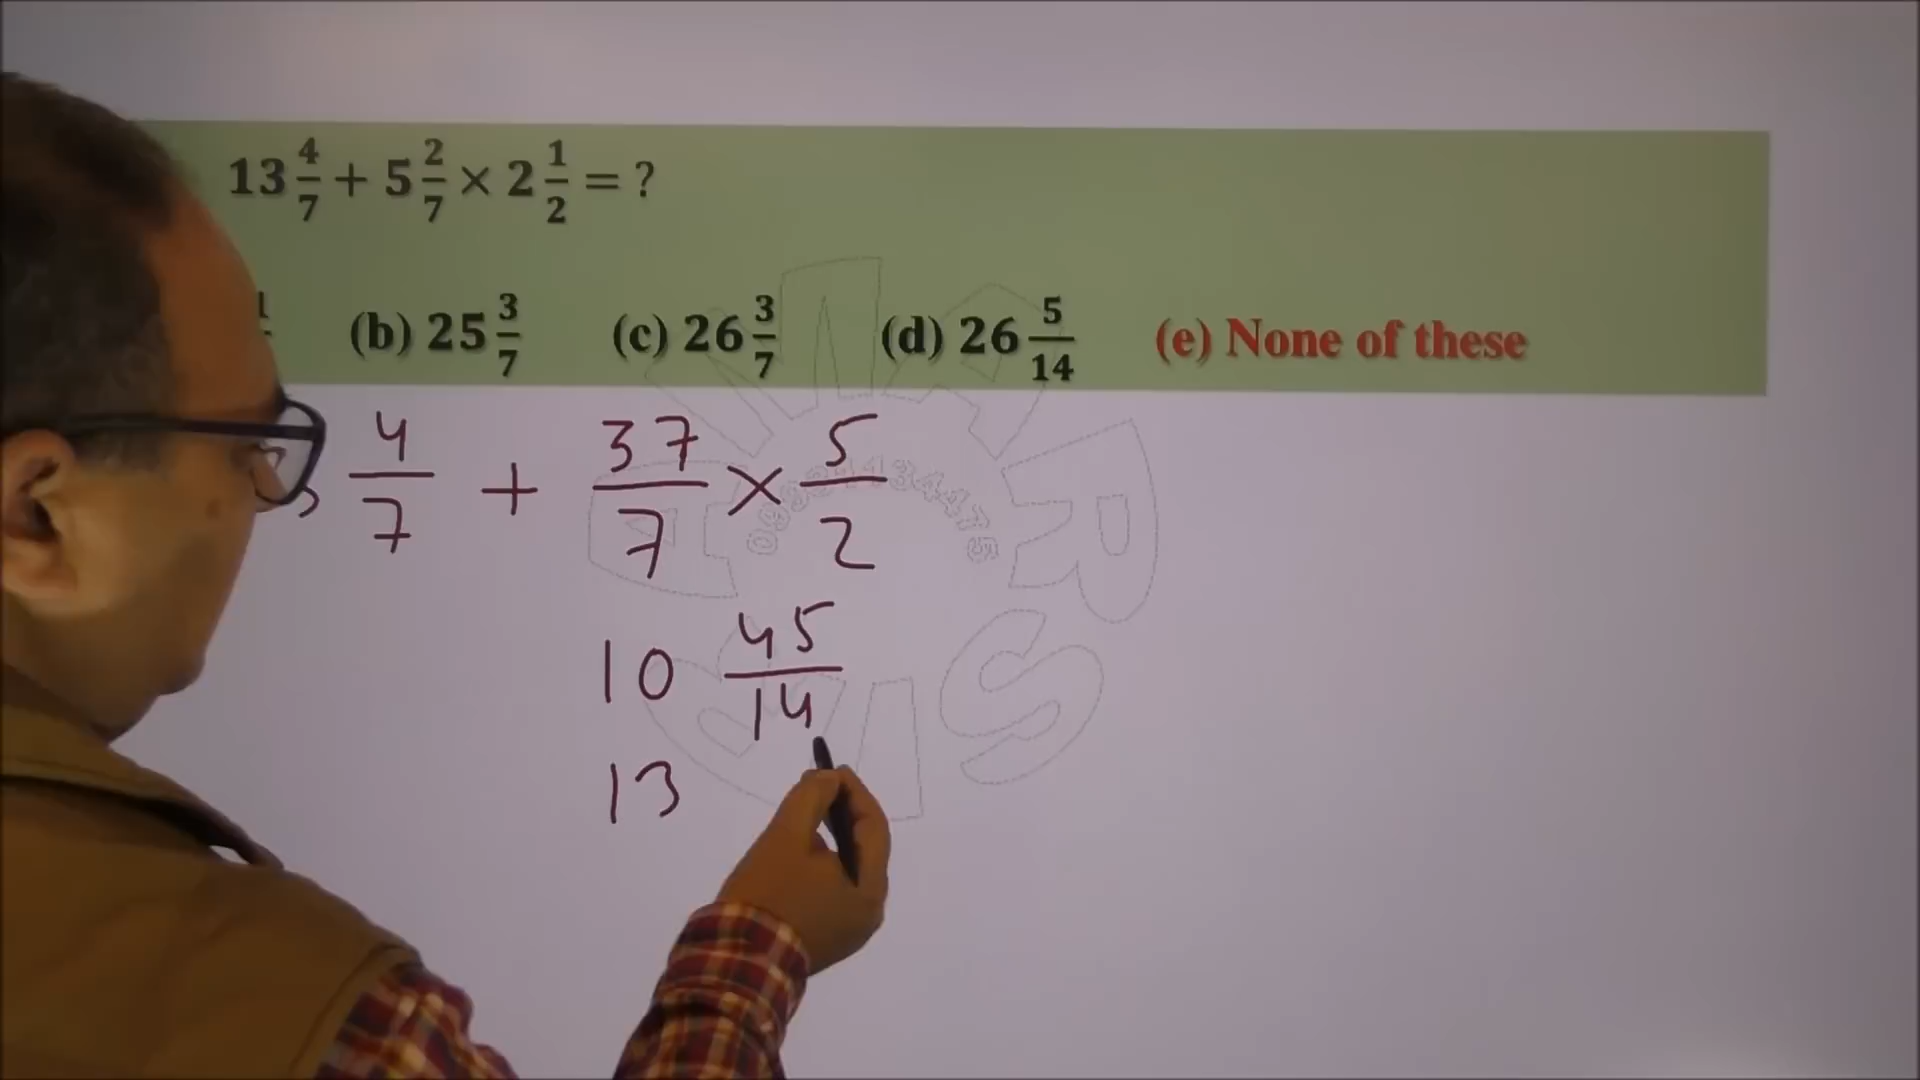 13 4/7 + 5 2/7 × 2 1/2 = ?
(b) 25 3/7 (c) 26 3/7 (d) 26 5/14 (e) None of these
4/7 + 37/7 × 5/2
10 45/14
13